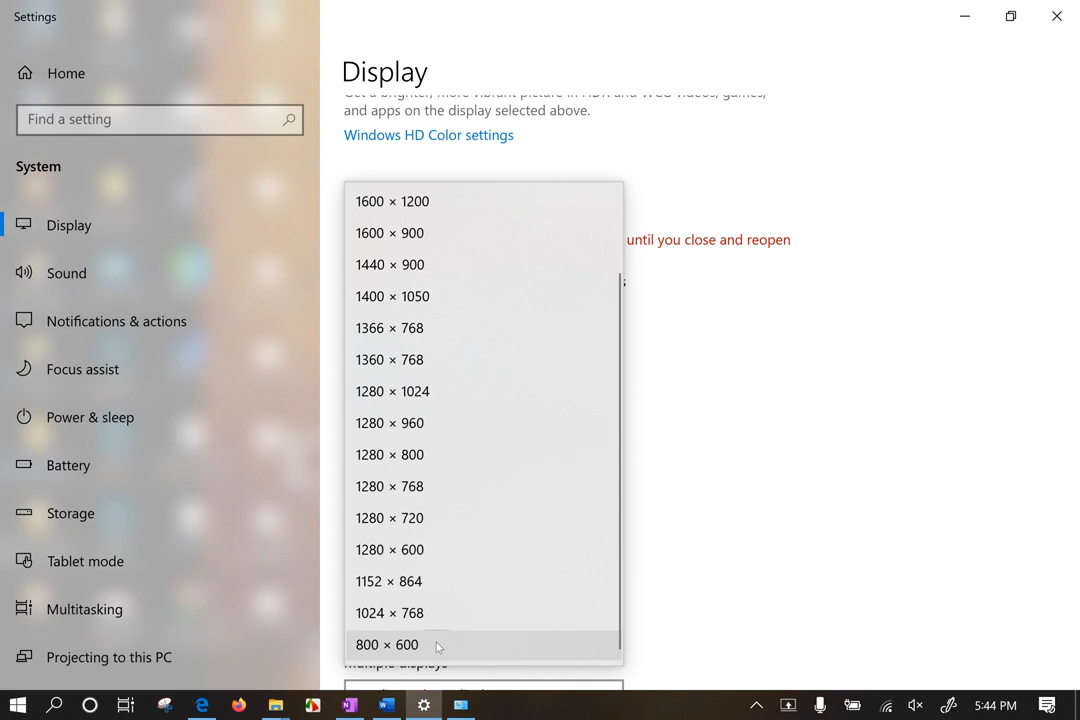 Settings
Home
Find a setting
System
Display
Sound
Notifications & actions
Focus assist
Power & sleep
Battery
Storage
Tablet mode
Multitasking
Projecting to this PC
Display
Get a brighter, more vibrant picture in HDR and WCG videos, games,
and apps on the display selected above.
Windows HD Color settings
until you close and reopen
1600 × 1200
1600 × 900
1440 × 900
1400 × 1050
1366 × 768
1360 × 768
1280 × 1024
1280 × 960
1280 × 800
1280 × 768
1280 × 720
1280 × 600
1152 × 864
1024 × 768
800 × 600
Multiple displays
5:44 PM